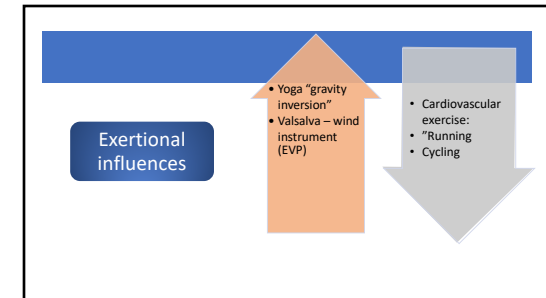 Exertional
influences
• Yoga “gravity
inversion”
• Valsalva – wind
instrument
(EVP)
• Cardiovascular
exercise:
• ”Running
• Cycling